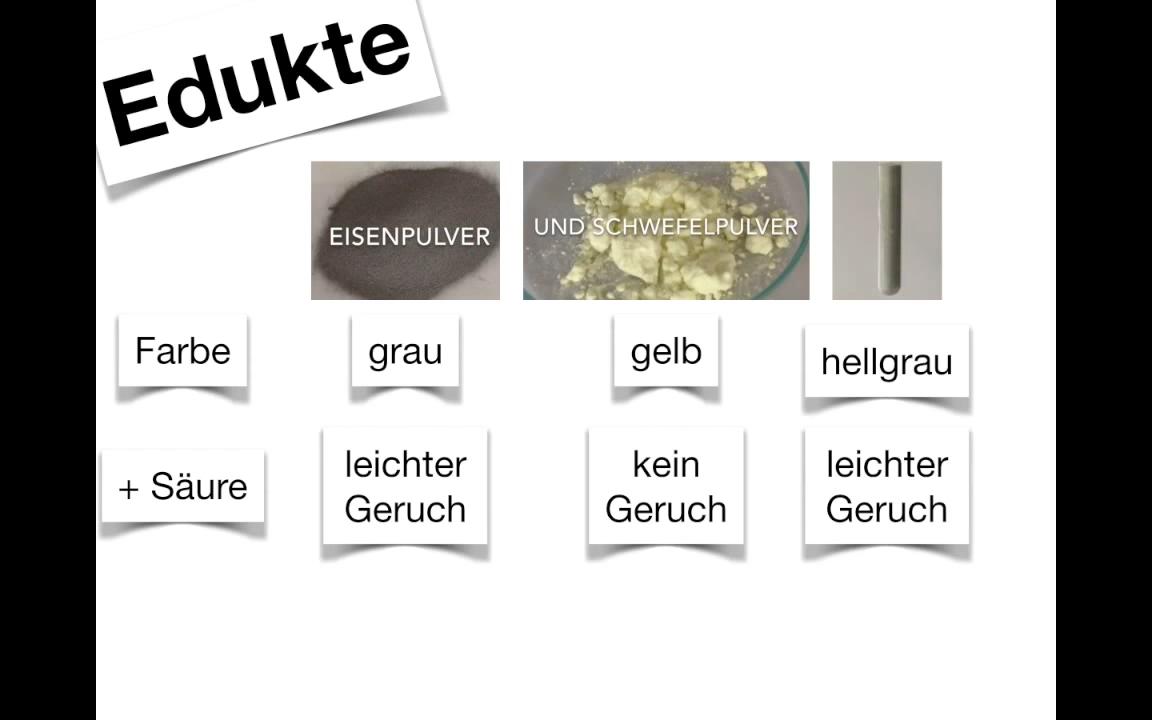 Edukte
EISENPULVER
UND SCHWEFELPULVER
Farbe
grau
gelb
hellgrau
+ Säure
leichter
Geruch
kein
Geruch
leichter
Geruch